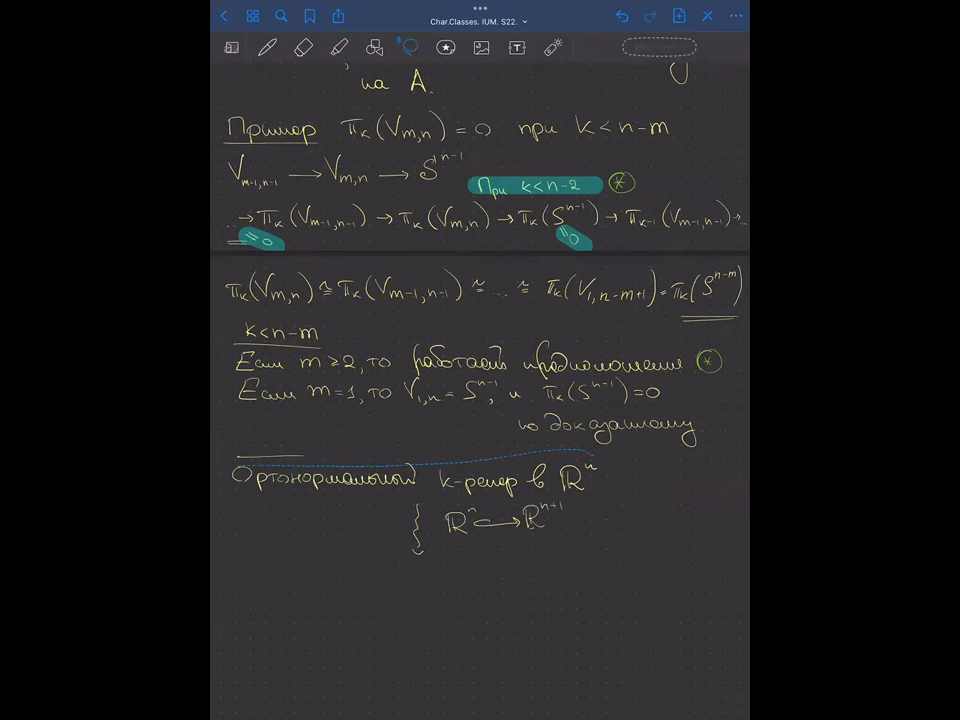 Char.Classes. IUM. S22.
на A.
Пример π_k(V_{m,n}) = 0 при k < n-m
V_{m-1,n-1} → V_{m,n} → S^{n-1}
При k < n-2 *
... → π_k(V_{m-1,n-1}) → π_k(V_{m,n}) → π_k(S^{n-1}) → π_{k-1}(V_{m-1,n-1}) → ...
= 0 = 0
π_k(V_{m,n}) ≅ π_k(V_{m-1,n-1}) ≅ ... ≅ π_k(V_{1,n-m+1}) = π_k(S^{n-m})
k < n-m
Если m ≥ 2, то работает предположение *
Если m = 1, то V_{1,n} = S^{n-1}, и π_k(S^{n-1}) = 0
по доказанному.
Ортонормальный k-репер в ℝ^n
{ ℝ^n ↪ ℝ^{n+1}